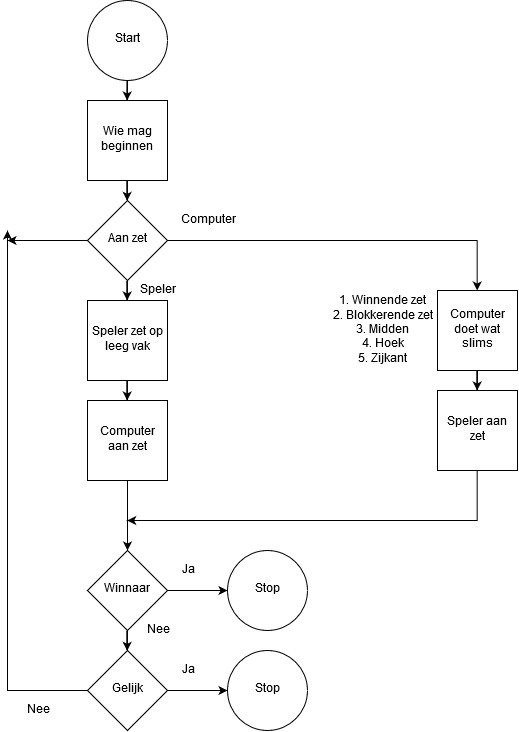 Start
Wie mag
beginnen
Aan zet
Computer
Speler
Speler zet op
leeg vak
Computer
aan zet
1. Winnende zet
2. Blokkerende zet
3. Midden
4. Hoek
5. Zijkant
Computer
doet wat
slims
Speler aan
zet
Winnaar
Ja
Stop
Nee
Gelijk
Ja
Stop
Nee